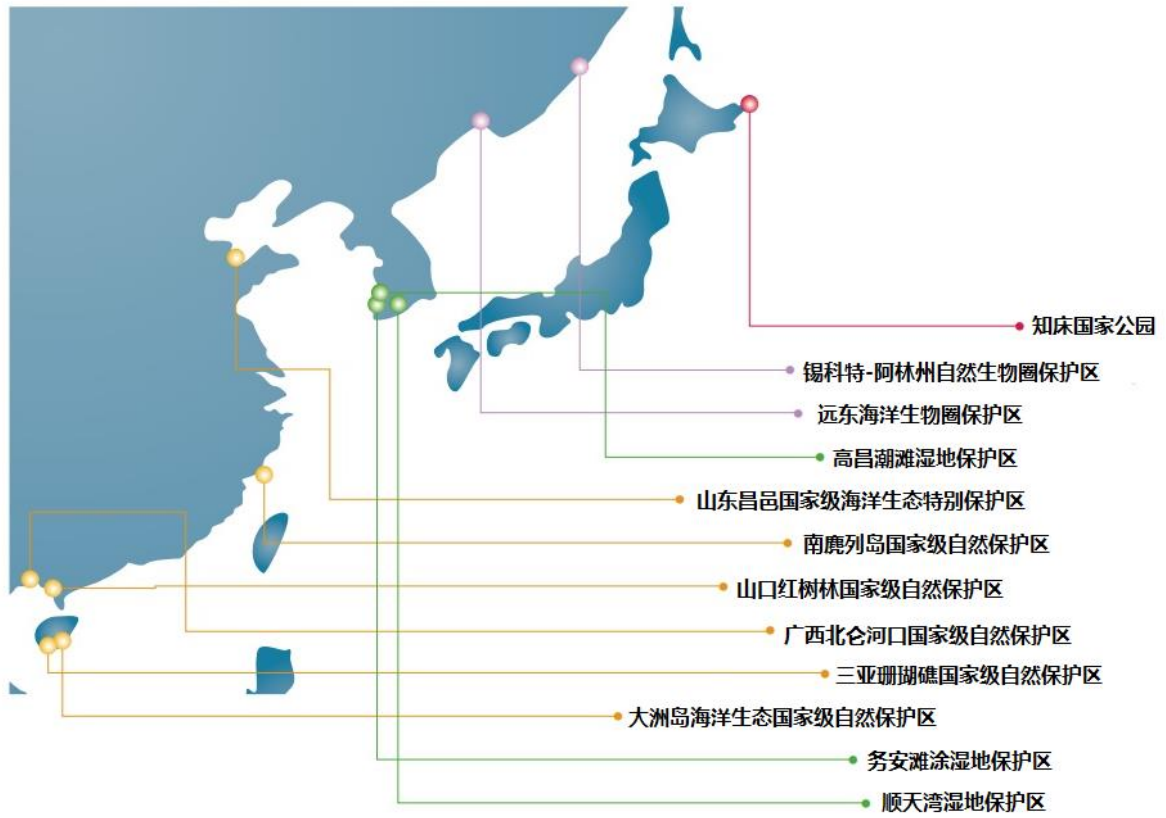 知床国家公园
锡科特-阿林州自然生物圈保护区
远东海洋生物圈保护区
高昌潮滩湿地保护区
山东昌邑国家级海洋生态特别保护区
南鹿列岛国家级自然保护区
山口红树林国家级自然保护区
广西北仑河口国家级自然保护区
三亚珊瑚礁国家级自然保护区
大洲岛海洋生态国家级自然保护区
务安滩涂湿地保护区
顺天湾湿地保护区